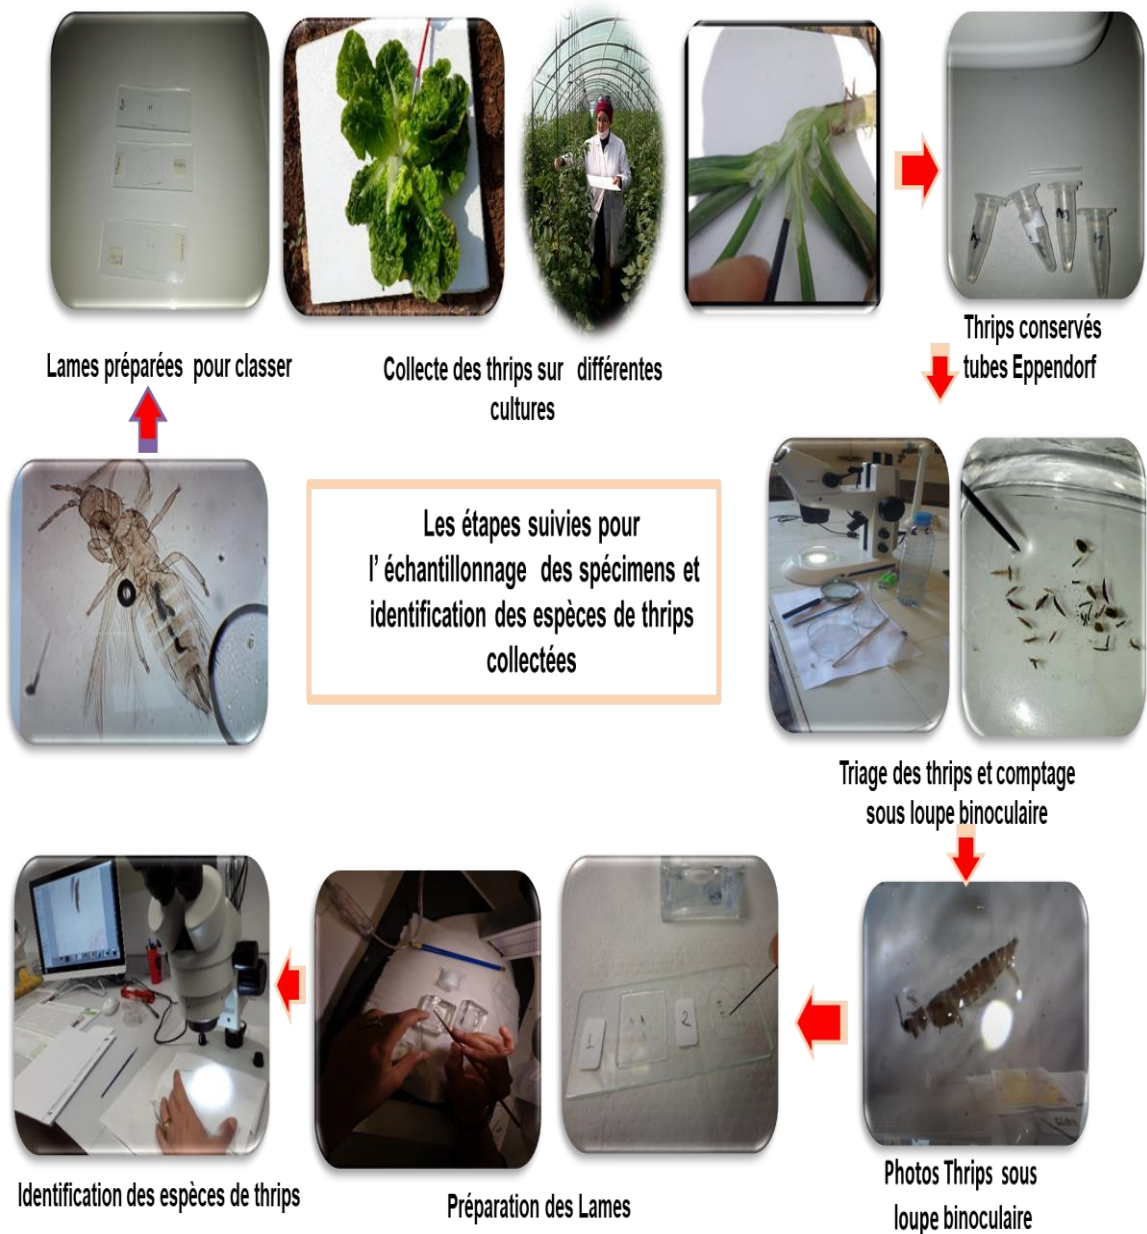 Lames préparées pour classer
Collecte des thrips sur différentes
cultures
Thrips conservés
tubes Eppendorf
Les étapes suivies pour
l' échantillonnage des spécimens et
identification des espèces de thrips
collectées
Triage des thrips et comptage
sous loupe binoculaire
1
2
Identification des espèces de thrips
Préparation des Lames
Photos Thrips sous
loupe binoculaire